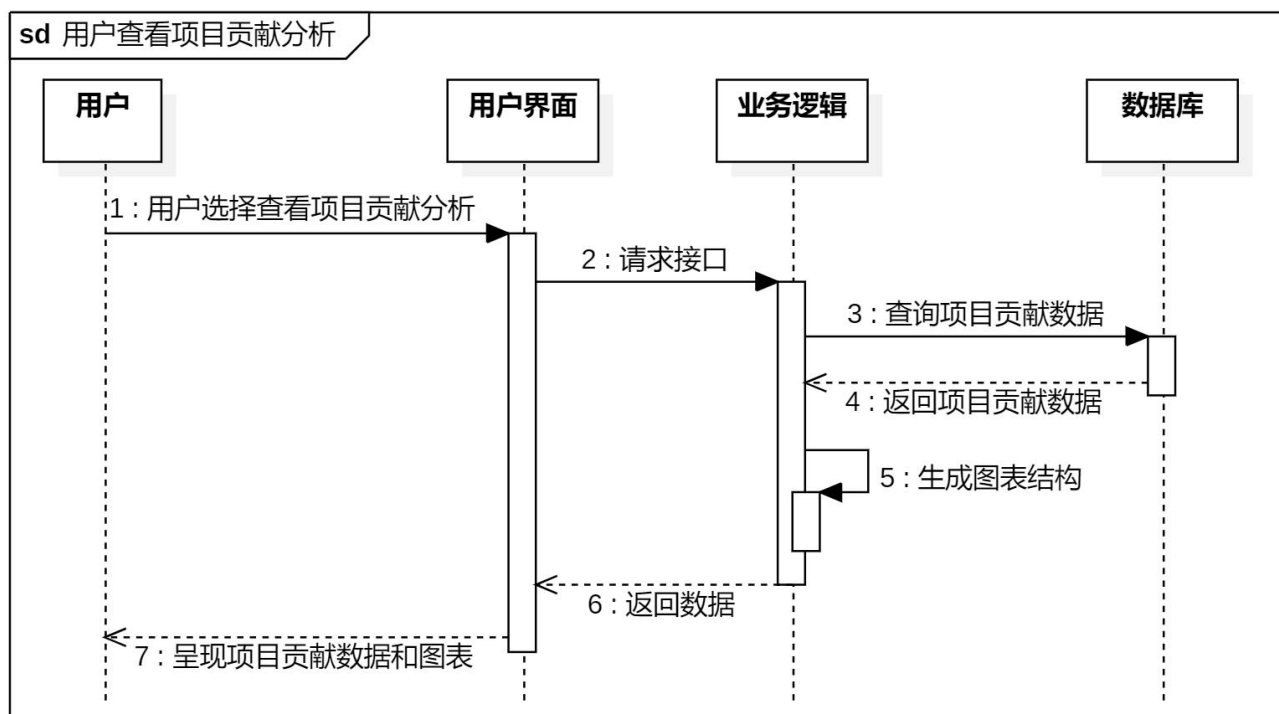 sd 用户查看项目贡献分析
用户
用户界面
业务逻辑
数据库
1 : 用户选择查看项目贡献分析
2 : 请求接口
3 : 查询项目贡献数据
4 : 返回项目贡献数据
5 : 生成图表结构
6 : 返回数据
7 : 呈现项目贡献数据和图表